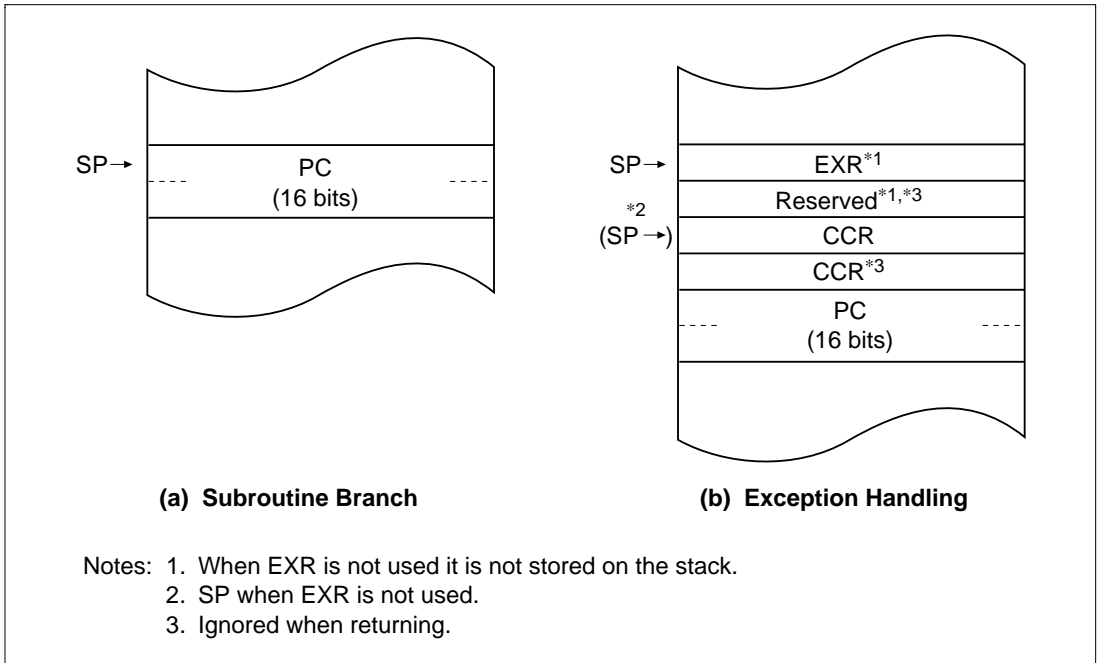 SP→
PC
(16 bits)
(a) Subroutine Branch
SP→
*2
(SP→)
EXR*1
Reserved*1,*3
CCR
CCR*3
PC
(16 bits)
(b) Exception Handling
Notes: 1. When EXR is not used it is not stored on the stack.
2. SP when EXR is not used.
3. Ignored when returning.